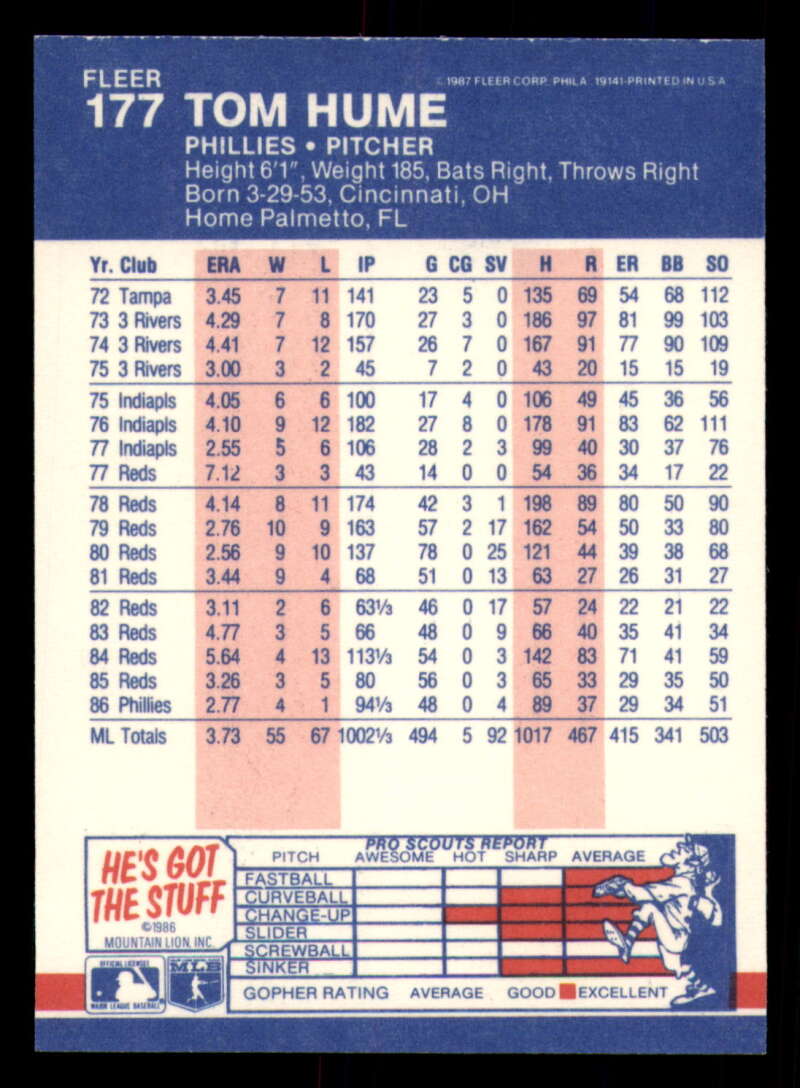 FLEER
©1987 FLEER CORP. PHILA. 19141-PRINTED IN U.S.A.
177 TOM HUME
PHILLIES • PITCHER
Height 6'1", Weight 185, Bats Right, Throws Right
Born 3-29-53, Cincinnati, OH
Home Palmetto, FL
Yr. Club ERA W L IP G CG SV H R ER BB SO
72 Tampa 3.45 7 11 141 23 5 0 135 69 54 68 112
73 3 Rivers 4.29 7 8 170 27 3 0 186 97 81 99 103
74 3 Rivers 4.41 7 12 157 26 7 0 167 91 77 90 109
75 3 Rivers 3.00 3 2 45 7 2 0 43 20 15 15 19
75 Indiapls 4.05 6 6 100 17 4 0 106 49 45 36 56
76 Indiapls 4.10 9 12 182 27 8 0 178 91 83 62 111
77 Indiapls 2.55 5 6 106 28 2 3 99 40 30 37 76
77 Reds 7.12 3 3 43 14 0 0 54 36 34 17 22
78 Reds 4.14 8 11 174 42 3 1 198 89 80 50 90
79 Reds 2.76 10 9 163 57 2 17 162 54 50 33 80
80 Reds 2.56 9 10 137 78 0 25 121 44 39 38 68
81 Reds 3.44 9 4 68 51 0 13 63 27 26 31 27
82 Reds 3.11 2 6 63⅓ 46 0 17 57 24 22 21 22
83 Reds 4.77 3 5 66 48 0 9 66 40 35 41 34
84 Reds 5.64 4 13 113⅓ 54 0 3 142 83 71 41 59
85 Reds 3.26 3 5 80 56 0 3 65 33 29 35 50
86 Phillies 2.77 4 1 94⅓ 48 0 4 89 37 29 34 51
ML Totals 3.73 55 67 1002⅓ 494 5 92 1017 467 415 341 503
HE'S GOT
THE STUFF
©1986
MOUNTAIN LION, INC.
PRO SCOUTS REPORT
PITCH AWESOME HOT SHARP AVERAGE
FASTBALL
CURVEBALL
CHANGE-UP
SLIDER
SCREWBALL
SINKER
GOPHER RATING AVERAGE GOOD EXCELLENT
OFFICIAL LICENSEE
MAJOR LEAGUE BASEBALL
MLB